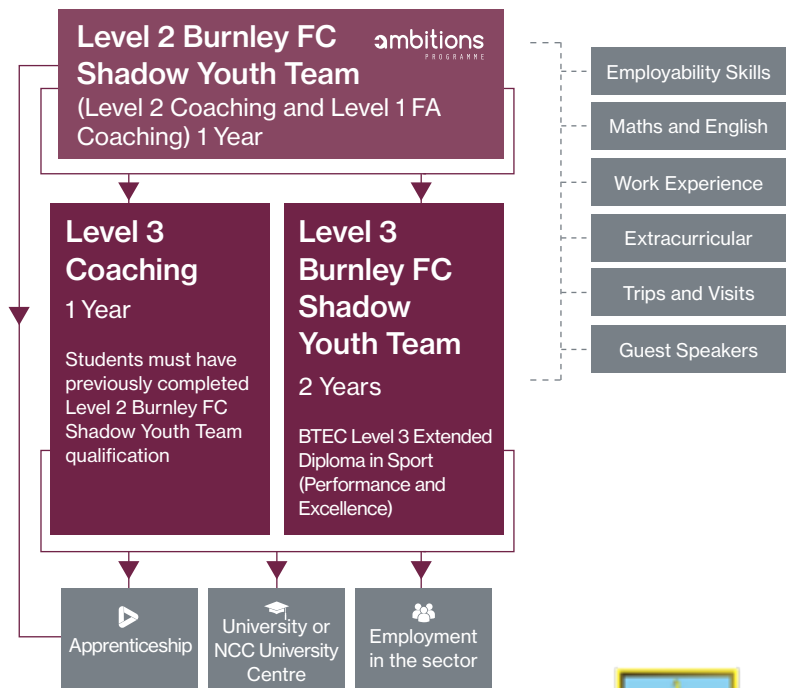 Level 2 Burnley FC
Shadow Youth Team
(Level 2 Coaching and Level 1 FA
Coaching) 1 Year
ambitions
PROGRAMME
Employability Skills
Maths and English
Work Experience
Extracurricular
Trips and Visits
Guest Speakers
Level 3
Coaching
1 Year
Students must have
previously completed
Level 2 Burnley FC
Shadow Youth Team
qualification
Level 3
Burnley FC
Shadow
Youth Team
2 Years
BTEC Level 3 Extended
Diploma in Sport
(Performance and
Excellence)
Apprenticeship
University or
NCC University
Centre
Employment
in the sector